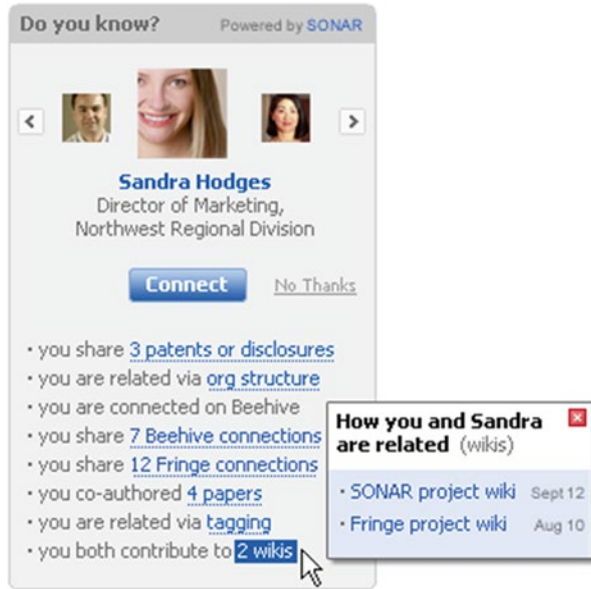 Do you know? Powered by SONAR
Sandra Hodges
Director of Marketing,
Northwest Regional Division
Connect No Thanks
• you share 3 patents or disclosures
• you are related via org structure
• you are connected on Beehive
• you share 7 Beehive connections
• you share 12 Fringe connections
• you co-authored 4 papers
• you are related via tagging
• you both contribute to 2 wikis
How you and Sandra
are related (wikis)
• SONAR project wiki Sept 12
• Fringe project wiki Aug 10